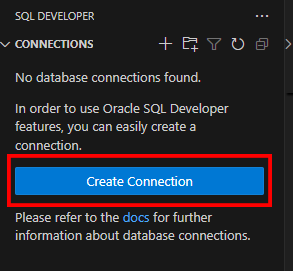 SQL DEVELOPER
CONNECTIONS
No database connections found.
In order to use Oracle SQL Developer
features, you can easily create a
connection.
Create Connection
Please refer to the docs for further
information about database connections.